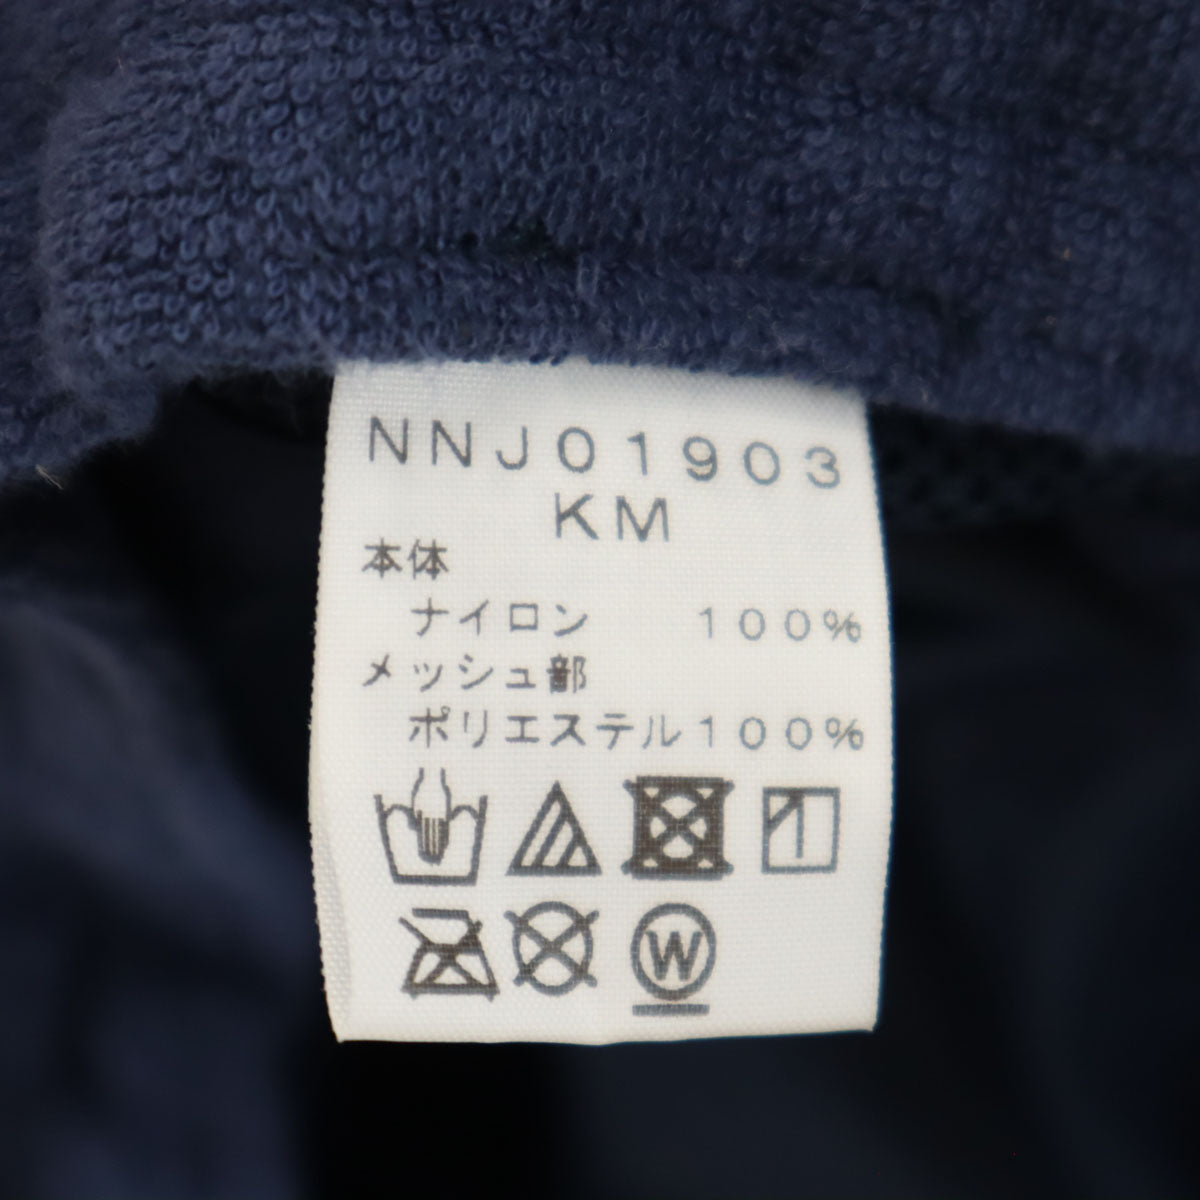 NNJ01903
KM
本体
ナイロン 100%
メッシュ部
ポリエステル100%
W